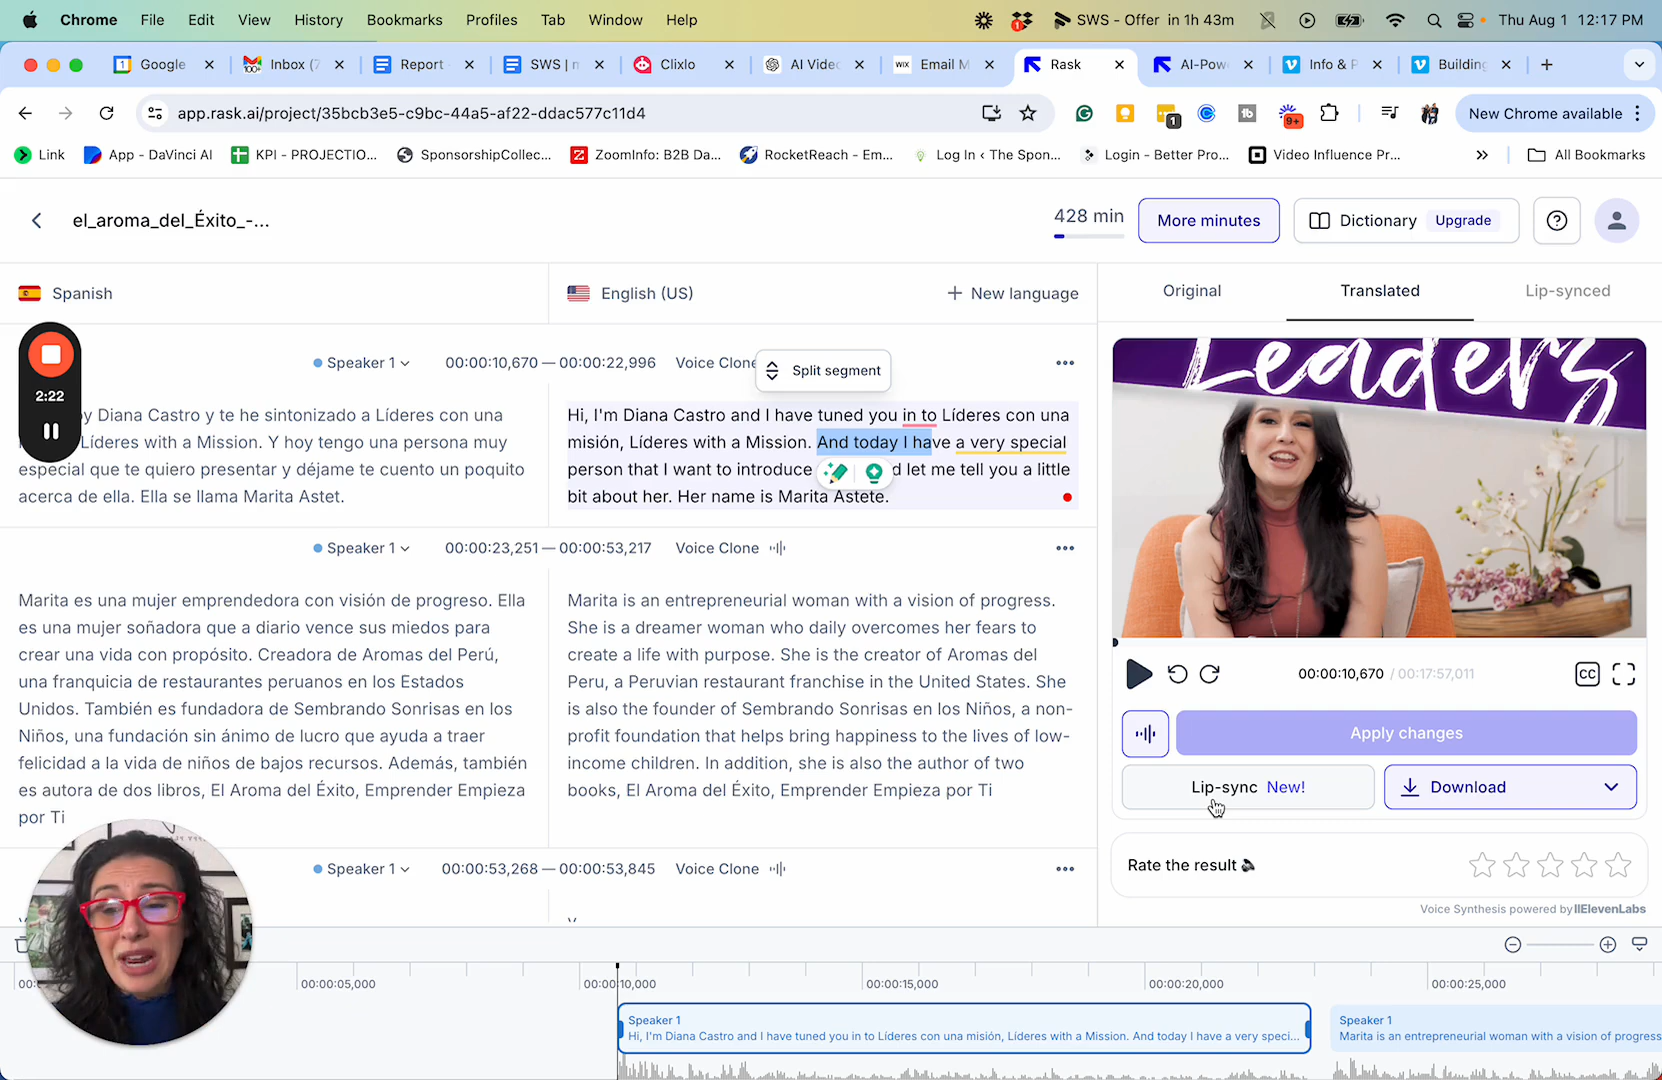 Chrome File Edit View History Bookmarks Profiles Tab Window Help
1 SWS - Offer in 1h 43m Thu Aug 1 12:17 PM
1 Google 100+ Inbox (7 Report SWS | n Clixlo AI Videc WIX Email M Rask AI-Pow Info & P Building
app.rask.ai/project/35bcb3e5-c9bc-44a5-af22-ddac577c11d4 1 tb 9+ New Chrome available
Link App - DaVinci AI KPI - PROJECTIO... SponsorshipCollec... ZoomInfo: B2B Da... RocketReach - Em... Log In ‹ The Spon... Login - Better Pro... Video Influence Pr... All Bookmarks
el_aroma_del_Éxito_-...
428 min More minutes Dictionary Upgrade
Spanish
English (US) New language
Original Translated Lip-synced
2:22
Speaker 1 00:00:10,670 — 00:00:22,996 Voice Clone
Split segment
y Diana Castro y te he sintonizado a Líderes con una
Líderes with a Mission. Y hoy tengo una persona muy
especial que te quiero presentar y déjame te cuento un poquito
acerca de ella. Ella se llama Marita Astet.
Hi, I'm Diana Castro and I have tuned you in to Líderes con una
misión, Líderes with a Mission. And today I have a very special
person that I want to introduce d let me tell you a little
bit about her. Her name is Marita Astete.
Speaker 1 00:00:23,251 — 00:00:53,217 Voice Clone
Marita es una mujer emprendedora con visión de progreso. Ella
es una mujer soñadora que a diario vence sus miedos para
crear una vida con propósito. Creadora de Aromas del Perú,
una franquicia de restaurantes peruanos en los Estados
Unidos. También es fundadora de Sembrando Sonrisas en los
Niños, una fundación sin ánimo de lucro que ayuda a traer
felicidad a la vida de niños de bajos recursos. Además, también
es autora de dos libros, El Aroma del Éxito, Emprender Empieza
por Ti
Marita is an entrepreneurial woman with a vision of progress.
She is a dreamer woman who daily overcomes her fears to
create a life with purpose. She is the creator of Aromas del
Peru, a Peruvian restaurant franchise in the United States. She
is also the founder of Sembrando Sonrisas en los Niños, a non-
profit foundation that helps bring happiness to the lives of low-
income children. In addition, she is also the author of two
books, El Aroma del Éxito, Emprender Empieza por Ti
Speaker 1 00:00:53,268 — 00:00:53,845 Voice Clone
Leaders
00:00:10,670 / 00:17:57,011 CC
Apply changes
Lip-sync New! Download
Rate the result
Voice Synthesis powered by IIElevenLabs
00:00:05,000 00:00:10,000 00:00:15,000 00:00:20,000 00:00:25,000
Speaker 1
Hi, I'm Diana Castro and I have tuned you in to Líderes con una misión, Líderes with a Mission. And today I have a very speci...
Speaker 1
Marita is an entrepreneurial woman with a vision of progress